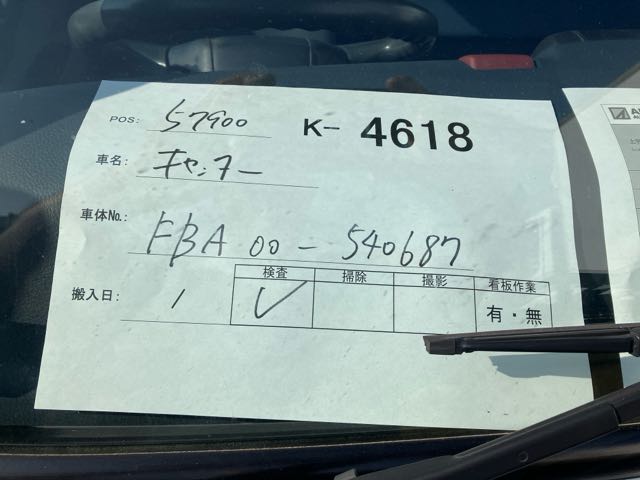 POS: 57900 K- 4618
車名: キャンター
車体No.: FBA 00 - 540687
検査 掃除 撮影 看板作業
搬入日: 1 ✓ 有・無